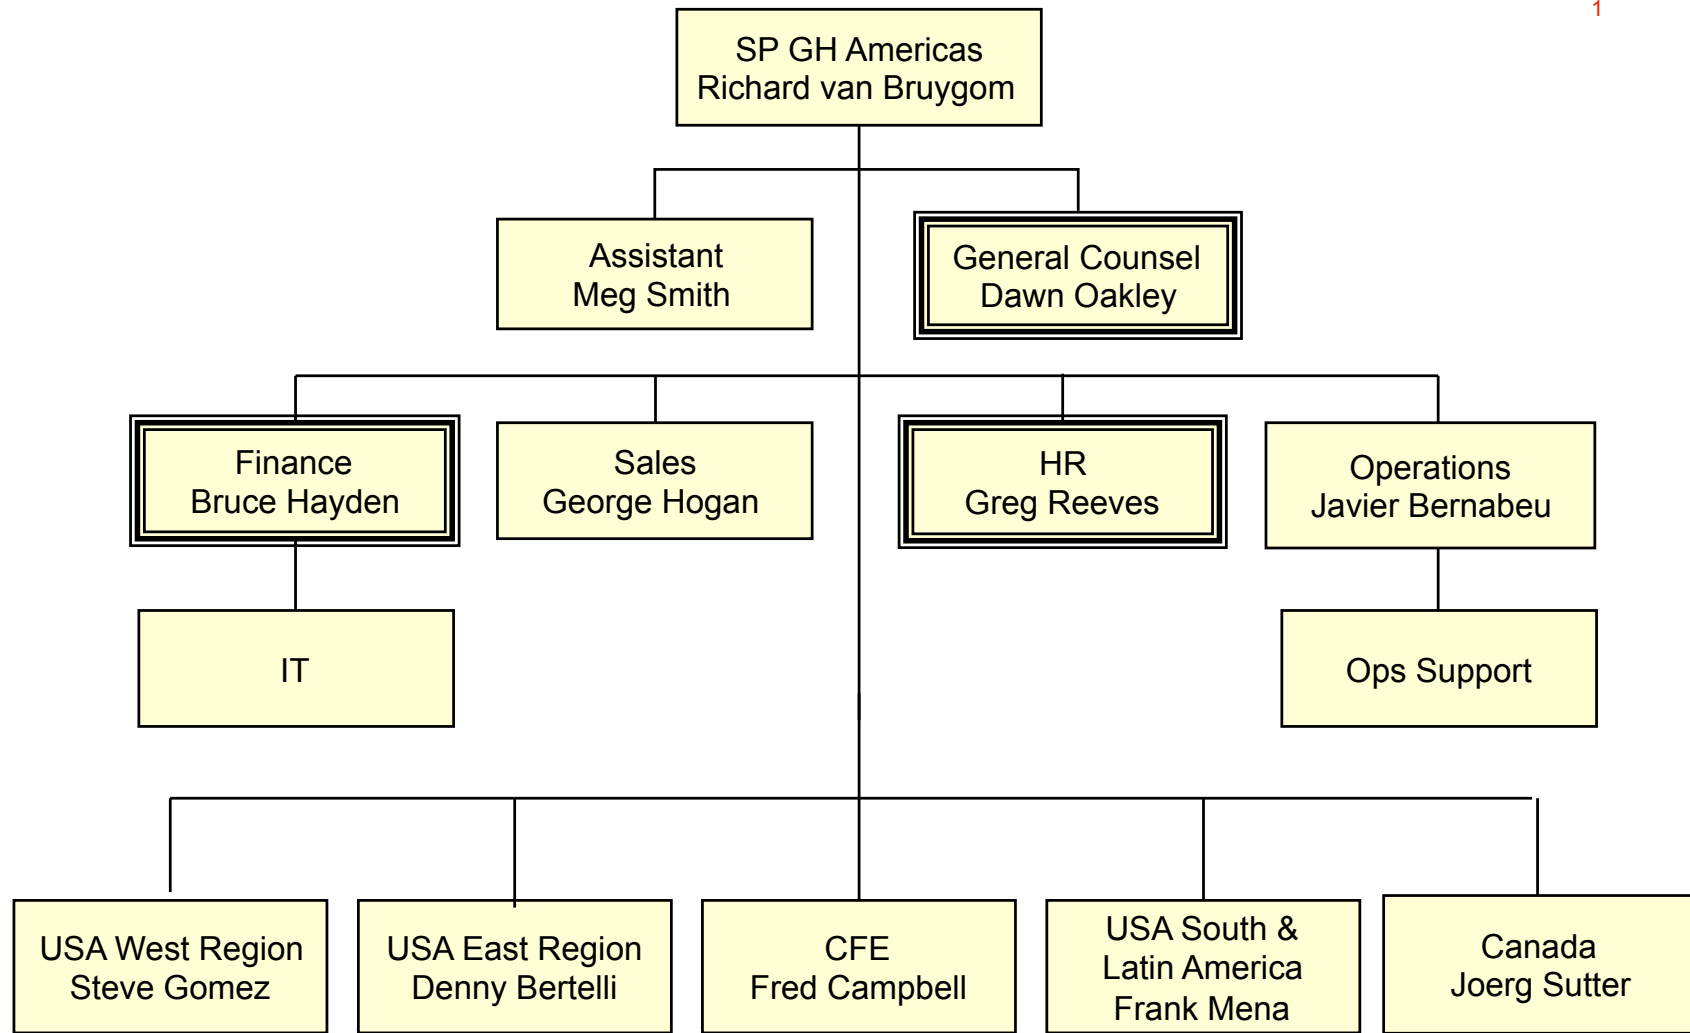 1
SP GH Americas
Richard van Bruygom
Assistant
Meg Smith
General Counsel
Dawn Oakley
Finance
Bruce Hayden
Sales
George Hogan
HR
Greg Reeves
Operations
Javier Bernabeu
IT
Ops Support
USA West Region
Steve Gomez
USA East Region
Denny Bertelli
CFE
Fred Campbell
USA South &
Latin America
Frank Mena
Canada
Joerg Sutter